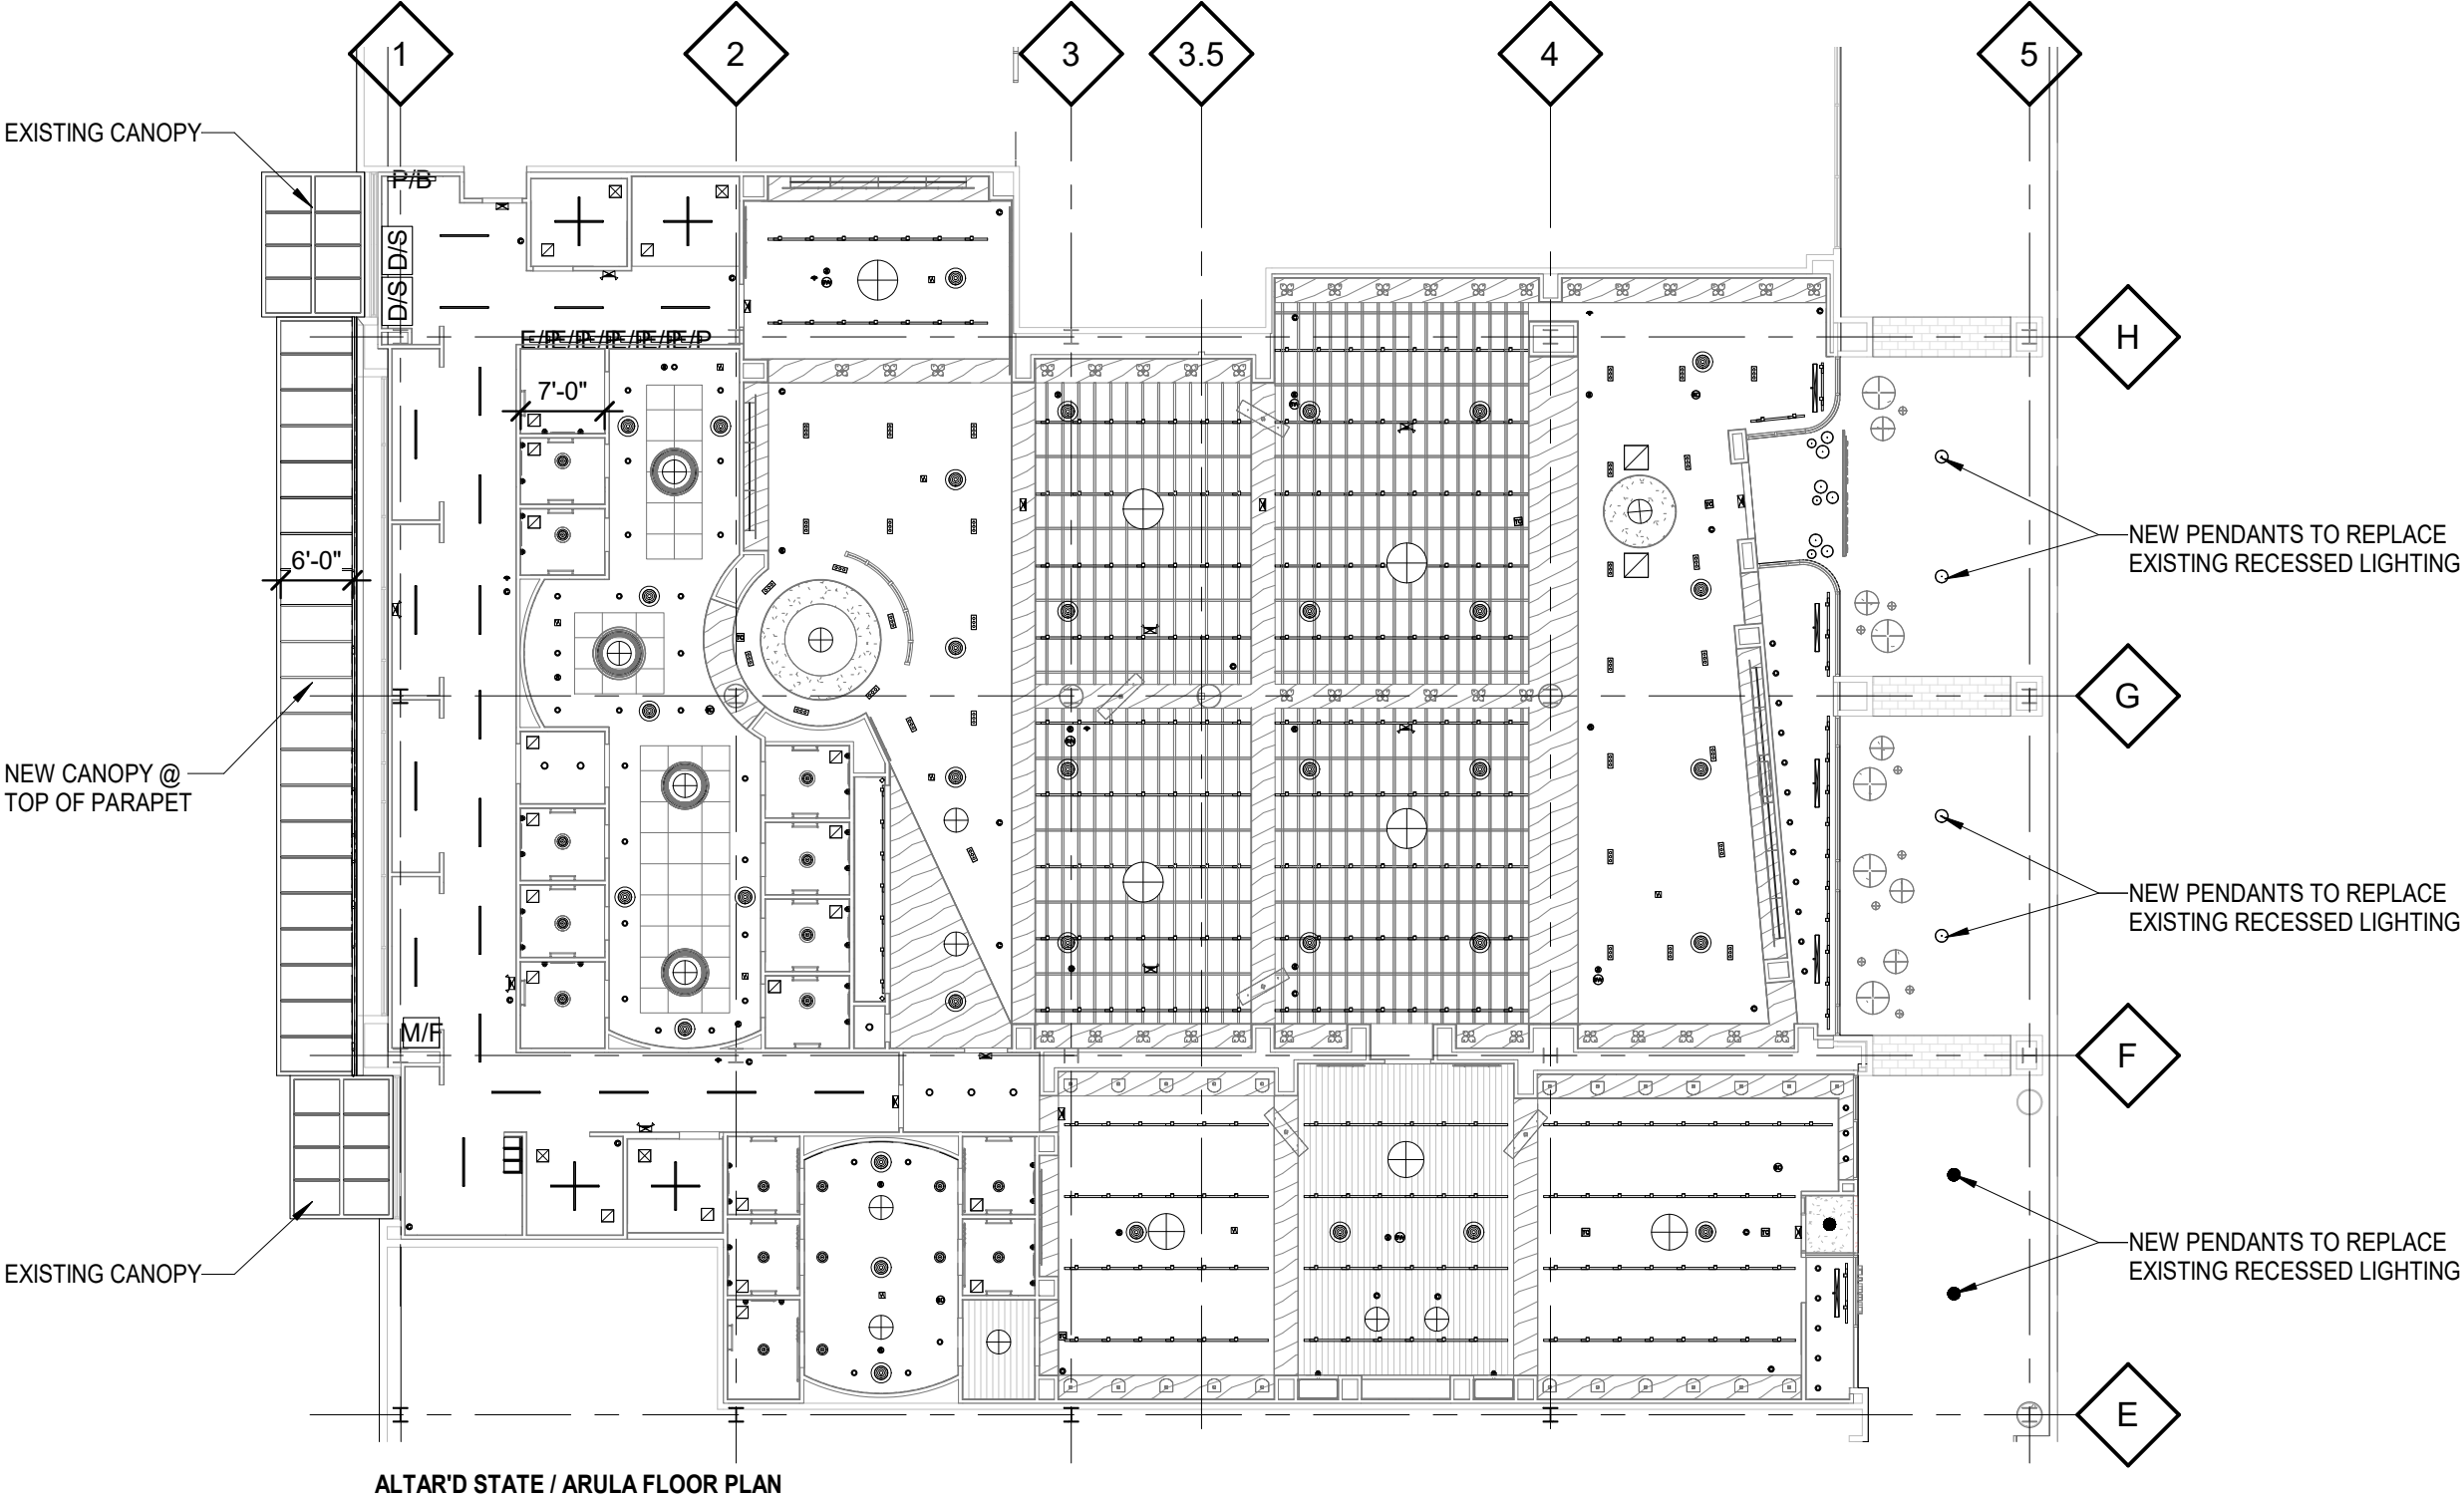 1
2
3
3.5
4
5
EXISTING CANOPY
P/B
D/S
D/S
E/P
E/P
E/P
E/P
E/P
E/P
H
7'-0"
NEW PENDANTS TO REPLACE
EXISTING RECESSED LIGHTING
6'-0"
G
NEW CANOPY @
TOP OF PARAPET
NEW PENDANTS TO REPLACE
EXISTING RECESSED LIGHTING
M/F
F
NEW PENDANTS TO REPLACE
EXISTING RECESSED LIGHTING
EXISTING CANOPY
E
ALTAR'D STATE / ARULA FLOOR PLAN